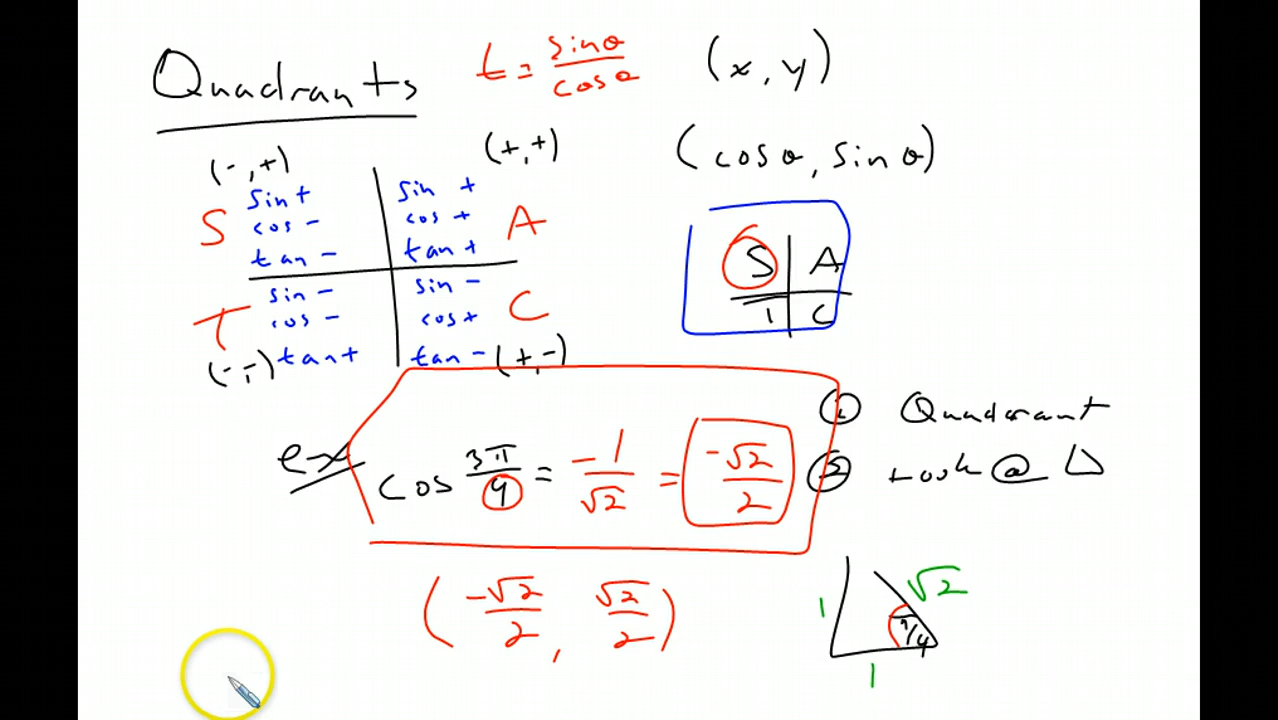 Quadrants
t = sinθ/cosθ
(x, y)
(-,+)
(+,+)
(cosθ, sinθ)
S
sin +
cos -
tan -
sin +
cos +
tan +
A
S A
T C
T
sin -
cos -
(-,-) tan +
sin -
cos +
tan - (+,-)
C
ex
cos 3π/4 = -1/√2 = -√2/2
① Quadrant
② Look @ △
(-√2/2, √2/2)
1
√2
π/4
1